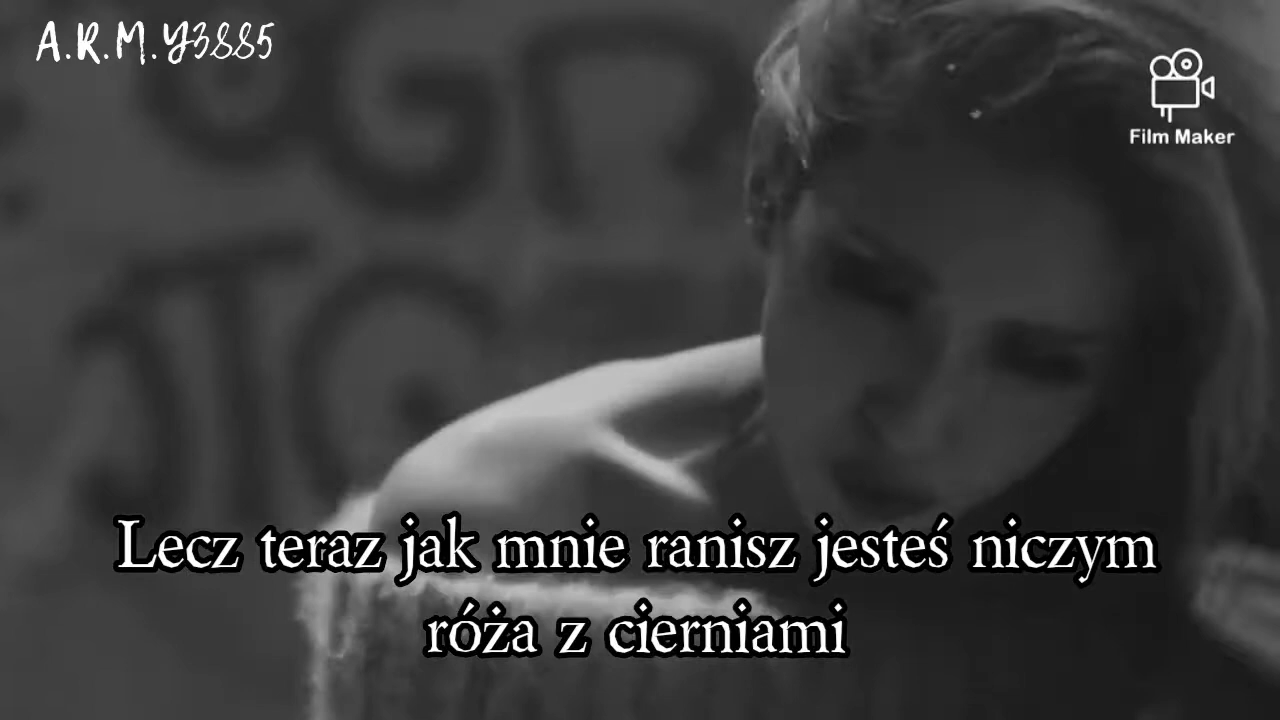 A.R.M.Y3885
Film Maker
Lecz teraz jak mnie ranisz jesteś niczym
róża z cierniami